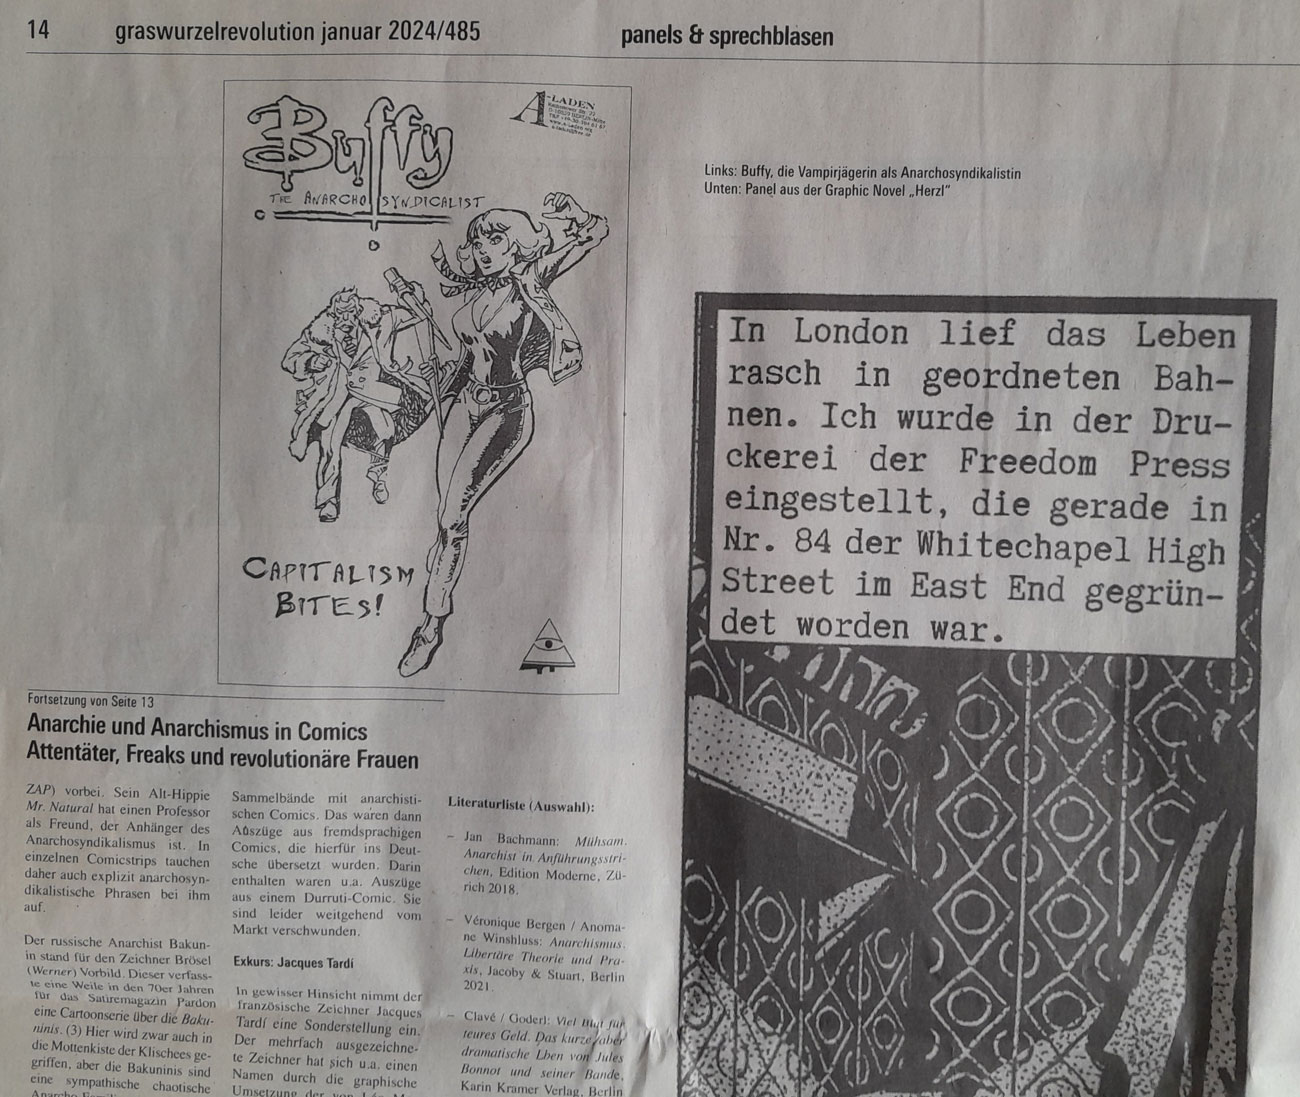 14 graswurzelrevolution januar 2024/485 panels & sprechblasen
Buffy
THE ANARCHO SYNDICALIST
A-LADEN
CAPITALISM
BITES!
Links: Buffy, die Vampirjägerin als Anarchosyndikalistin
Unten: Panel aus der Graphic Novel „Herzl“
In London lief das Leben
rasch in geordneten Bah-
nen. Ich wurde in der Dru-
ckerei der Freedom Press
eingestellt, die gerade in
Nr. 84 der Whitechapel High
Street im East End gegrün-
det worden war.
Fortsetzung von Seite 13
Anarchie und Anarchismus in Comics
Attentäter, Freaks und revolutionäre Frauen
ZAP) vorbei. Sein Alt-Hippie
Mr. Natural hat einen Professor
als Freund, der Anhänger des
Anarchosyndikalismus ist. In
einzelnen Comicstrips tauchen
daher auch explizit anarchosyn-
dikalistische Phrasen bei ihm
auf.
Der russische Anarchist Bakun-
in stand für den Zeichner Brösel
(Werner) Vorbild. Dieser verfass-
te eine Weile in den 70er Jahren
für das Satiremagazin Pardon
eine Cartoonserie über die Baku-
ninis. (3) Hier wird zwar auch in
die Mottenkiste der Klischees ge-
griffen, aber die Bakuninis sind
eine sympathische chaotische
Sammelbände mit anarchisti-
schen Comics. Das waren dann
Auszüge aus fremdsprachigen
Comics, die hierfür ins Deut-
sche übersetzt wurden. Darin
enthalten waren u.a. Auszüge
aus einem Durruti-Comic. Sie
sind leider weitgehend vom
Markt verschwunden.
Exkurs: Jacques Tardi
In gewisser Hinsicht nimmt der
französische Zeichner Jacques
Tardi eine Sonderstellung ein.
Der mehrfach ausgezeichne-
te Zeichner hat sich u.a. einen
Namen durch die graphische
Umsetzung der von
Literaturliste (Auswahl):
– Jan Bachmann: Mühsam.
Anarchist in Anführungsstri-
chen, Edition Moderne, Zü-
rich 2018.
– Véronique Bergen / Anoma-
ne Winshluss: Anarchismus.
Libertäre Theorie und Pra-
xis, Jacoby & Stuart, Berlin
2021.
– Clavé / Godard: Viel Blut für
teures Geld. Das kurze aber
dramatische Lben von Jules
Bonnot und seiner Bande,
Karin Kramer Verlag, Berlin